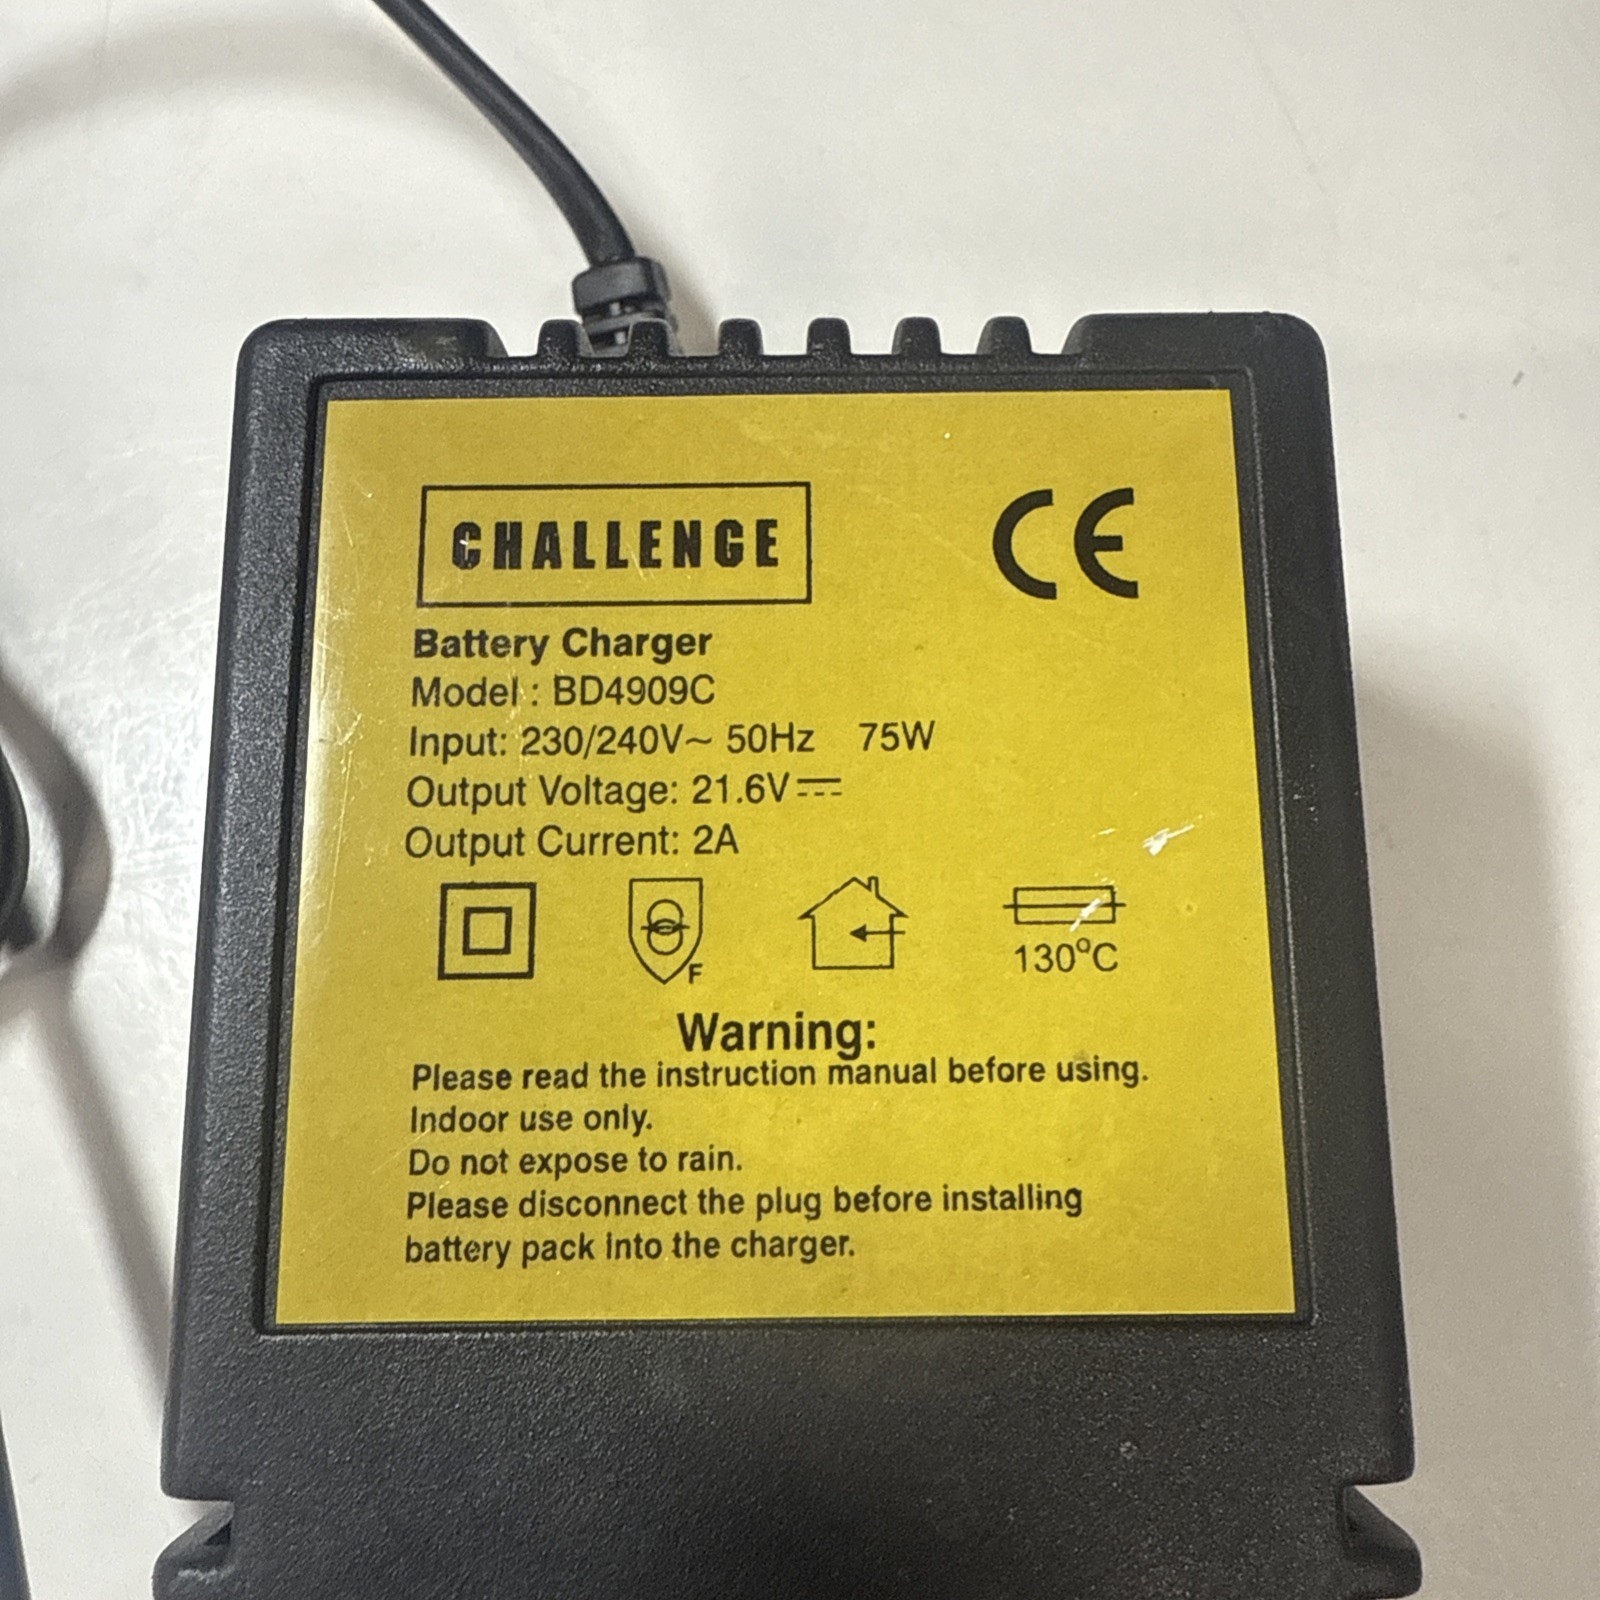 CHALLENGE
CE
Battery Charger
Model : BD4909C
Input: 230/240V~ 50Hz 75W
Output Voltage: 21.6V⎓
Output Current: 2A
F
130°C
Warning:
Please read the instruction manual before using.
Indoor use only.
Do not expose to rain.
Please disconnect the plug before installing
battery pack into the charger.